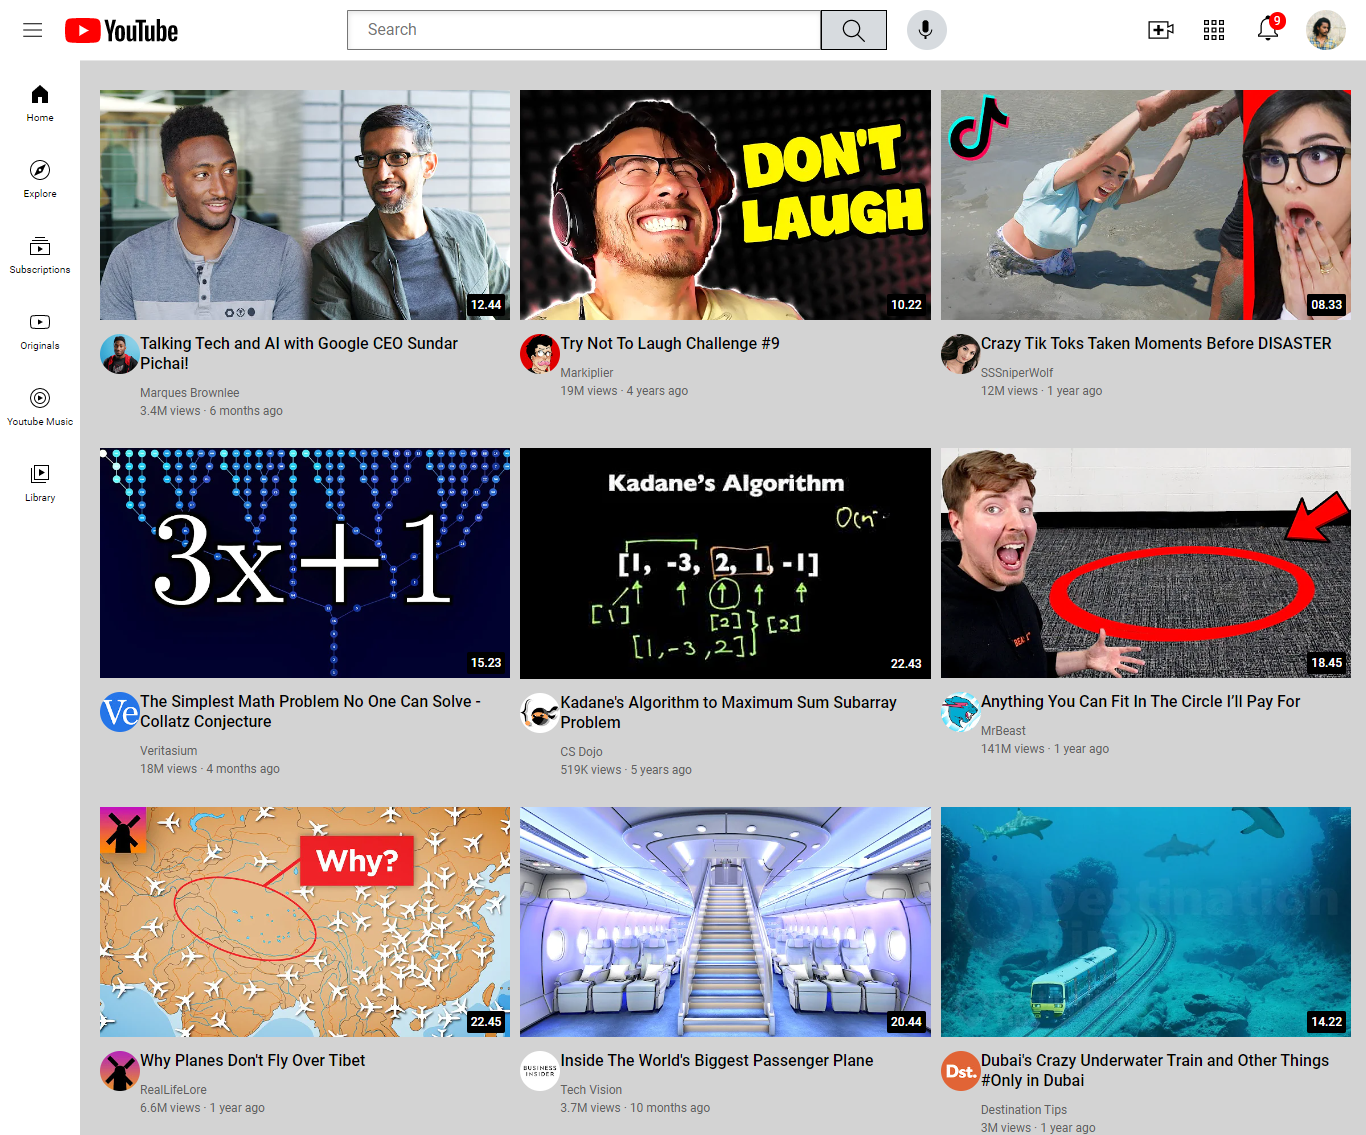 YouTube
Search
9
Home
Explore
Subscriptions
Originals
Youtube Music
Library
12.44
Talking Tech and AI with Google CEO Sundar
Pichai!
Marques Brownlee
3.4M views · 6 months ago
DON'T
LAUGH
10.22
Try Not To Laugh Challenge #9
Markiplier
19M views · 4 years ago
08.33
Crazy Tik Toks Taken Moments Before DISASTER
SSSniperWolf
12M views · 1 year ago
3x+1
15.23
Ve
The Simplest Math Problem No One Can Solve -
Collatz Conjecture
Veritasium
18M views · 4 months ago
Kadane's Algorithm
[1, -3, 2, 1, -1]
[1]
[2]
[2]
[1,-3,2]
22.43
Kadane's Algorithm to Maximum Sum Subarray
Problem
CS Dojo
519K views · 5 years ago
18.45
Anything You Can Fit In The Circle I’ll Pay For
MrBeast
141M views · 1 year ago
Why?
22.45
Why Planes Don't Fly Over Tibet
RealLifeLore
6.6M views · 1 year ago
20.44
BUSINESS
INSIDER
Inside The World's Biggest Passenger Plane
Tech Vision
3.7M views · 10 months ago
Destination
14.22
Dst.
Dubai's Crazy Underwater Train and Other Things
#Only in Dubai
Destination Tips
3M views · 1 year ago